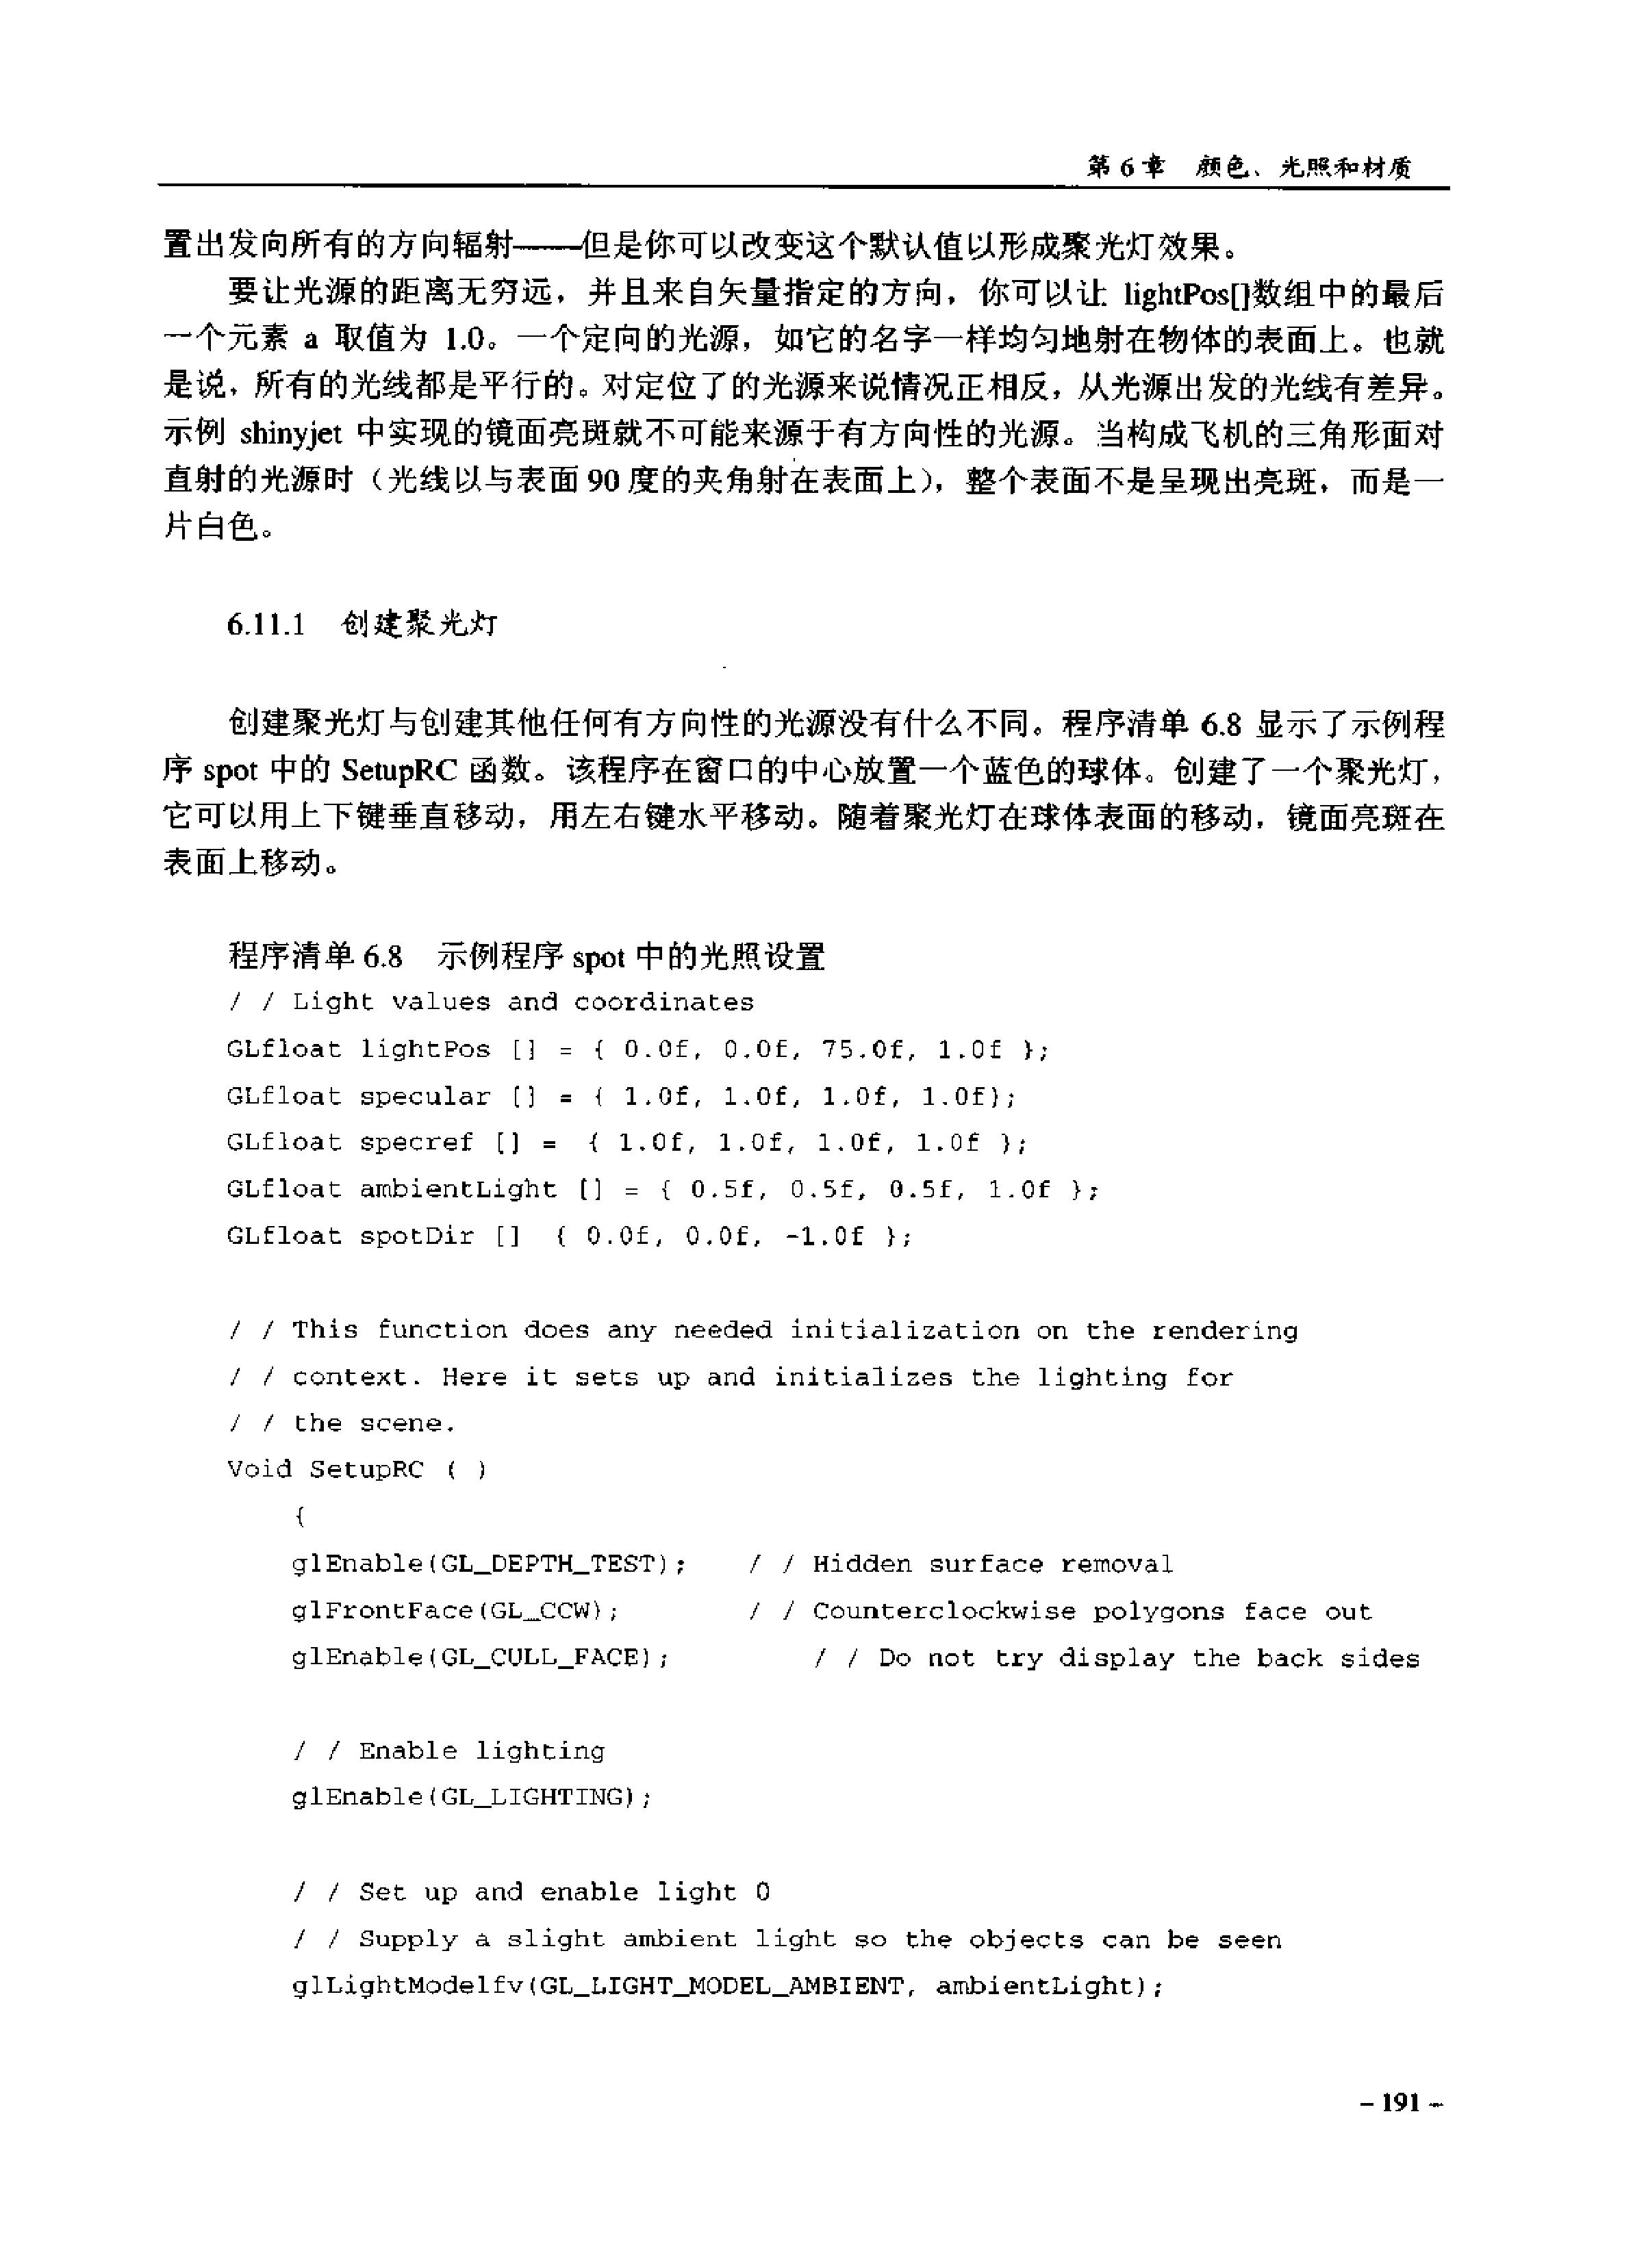 第 6 章　颜色、光照和材质
置出发向所有的方向辐射——但是你可以改变这个默认值以形成聚光灯效果。
要让光源的距离无穷远，并且来自矢量指定的方向，你可以让 lightPos[]数组中的最后
一个元素 a 取值为 1.0。一个定向的光源，如它的名字一样均匀地射在物体的表面上。也就
是说，所有的光线都是平行的。对定位了的光源来说情况正相反，从光源出发的光线有差异。
示例 shinyjet 中实现的镜面亮斑就不可能来源于有方向性的光源。当构成飞机的三角形面对
直射的光源时（光线以与表面 90 度的夹角射在表面上），整个表面不是呈现出亮斑，而是一
片白色。
6.11.1　创建聚光灯
创建聚光灯与创建其他任何有方向性的光源没有什么不同。程序清单 6.8 显示了示例程
序 spot 中的 SetupRC 函数。该程序在窗口的中心放置一个蓝色的球体。创建了一个聚光灯，
它可以用上下键垂直移动，用左右键水平移动。随着聚光灯在球体表面的移动，镜面亮斑在
表面上移动。
程序清单 6.8　示例程序 spot 中的光照设置
/ / Light values and coordinates
GLfloat lightPos [] = { 0.0f, 0.0f, 75.0f, 1.0f };
GLfloat specular [] = { 1.0f, 1.0f, 1.0f, 1.0f};
GLfloat specref [] =  { 1.0f, 1.0f, 1.0f, 1.0f };
GLfloat ambientLight [] = { 0.5f, 0.5f, 0.5f, 1.0f };
GLfloat spotDir []  { 0.0f, 0.0f, -1.0f };
/ / This function does any needed initialization on the rendering
/ / context. Here it sets up and initializes the lighting for
/ / the scene.
Void SetupRC ( )
{
glEnable(GL_DEPTH_TEST);    / / Hidden surface removal
glFrontFace(GL_CCW);        / / Counterclockwise polygons face out
glEnable(GL_CULL_FACE);         / / Do not try display the back sides
/ / Enable lighting
glEnable(GL_LIGHTING);
/ / Set up and enable light 0
/ / Supply a slight ambient light so the objects can be seen
glLightModelfv(GL_LIGHT_MODEL_AMBIENT, ambientLight);
- 191 -